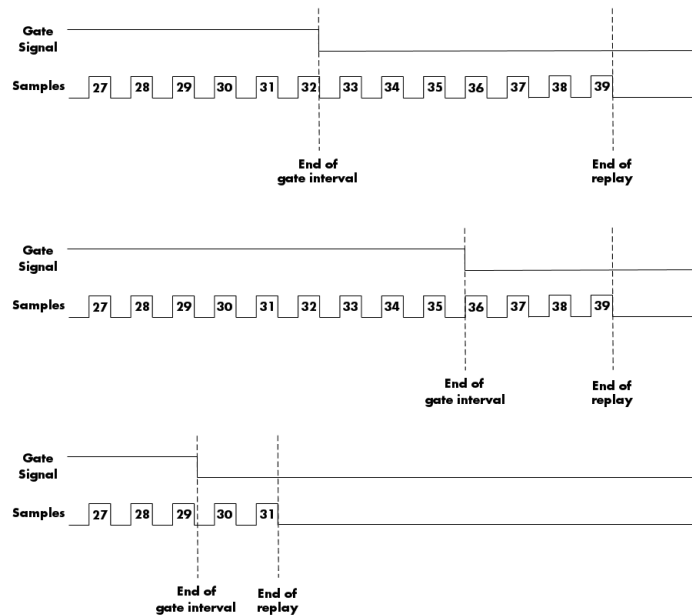 Gate
Signal
Samples 27 28 29 30 31 32 33 34 35 36 37 38 39
End of
gate interval
End of
replay
Gate
Signal
Samples 27 28 29 30 31 32 33 34 35 36 37 38 39
End of
gate interval
End of
replay
Gate
Signal
Samples 27 28 29 30 31
End of
gate interval
End of
replay